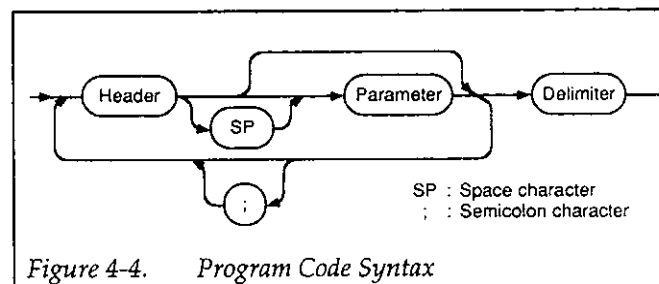 Header
Parameter
Delimiter
SP
;
SP : Space character
; : Semicolon character
Figure 4-4. Program Code Syntax